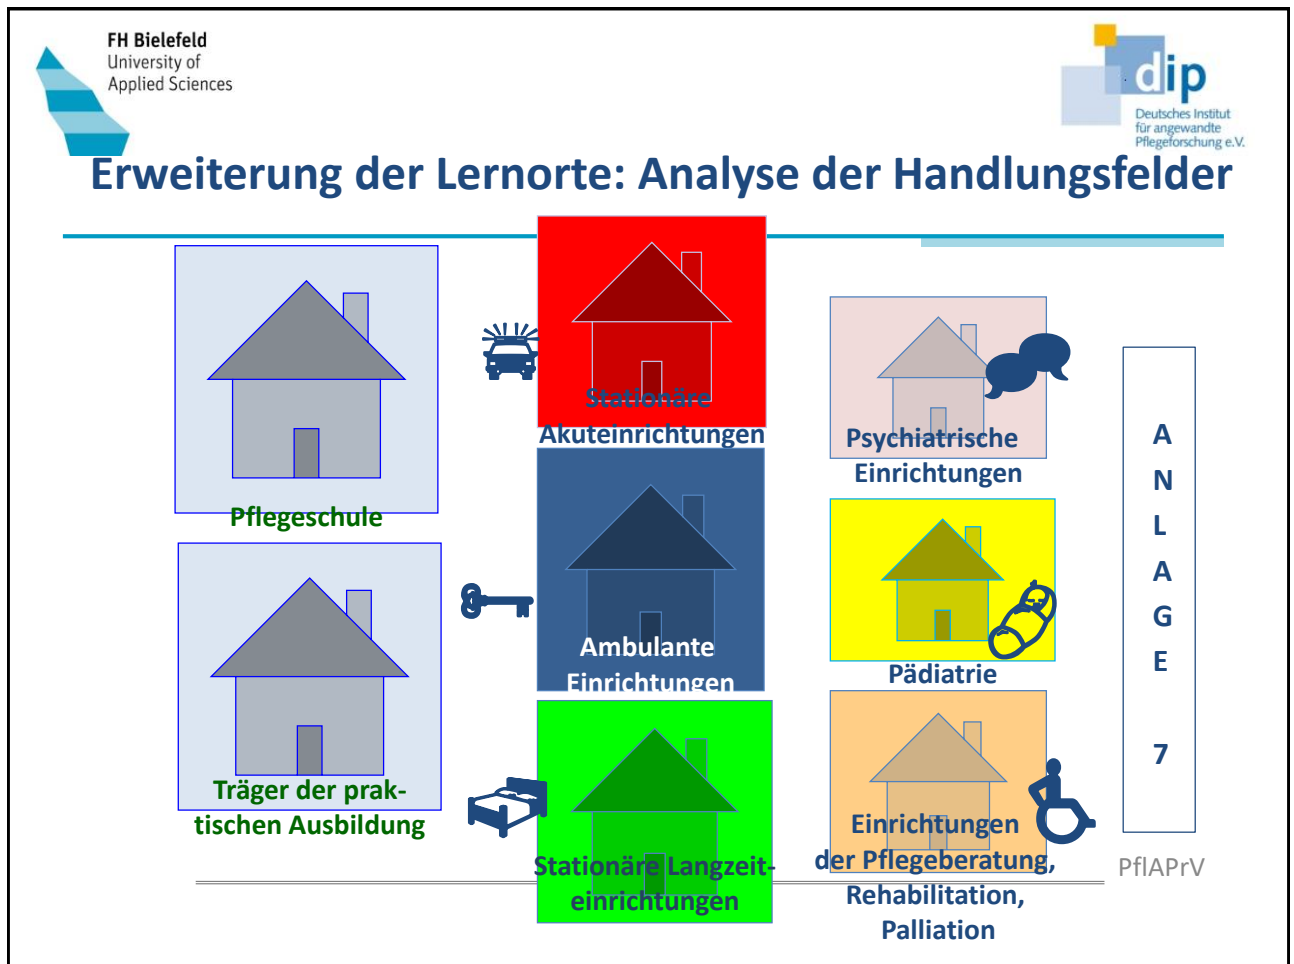 FH Bielefeld
University of
Applied Sciences
dip
Deutsches Institut
für angewandte
Pflegeforschung e.V.
Erweiterung der Lernorte: Analyse der Handlungsfelder
Pflegeschule
Träger der prak-
tischen Ausbildung
Stationäre
Akuteinrichtungen
Ambulante
Einrichtungen
Stationäre Langzeit-
einrichtungen
Psychiatrische
Einrichtungen
Pädiatrie
Einrichtungen
der Pflegeberatung,
Rehabilitation,
Palliation
A
N
L
A
G
E
7
PflAPrV